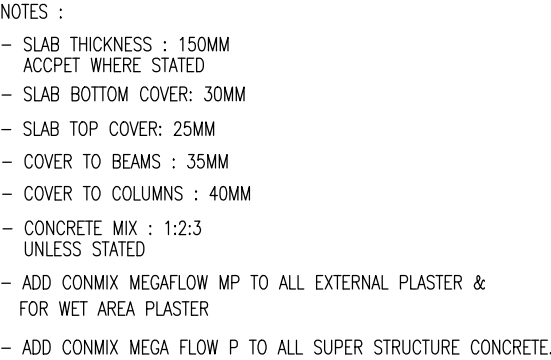 NOTES :
– SLAB THICKNESS : 150MM
ACCPET WHERE STATED
– SLAB BOTTOM COVER: 30MM
– SLAB TOP COVER: 25MM
– COVER TO BEAMS : 35MM
– COVER TO COLUMNS : 40MM
– CONCRETE MIX : 1:2:3
UNLESS STATED
– ADD CONMIX MEGAFLOW MP TO ALL EXTERNAL PLASTER &
FOR WET AREA PLASTER
– ADD CONMIX MEGA FLOW P TO ALL SUPER STRUCTURE CONCRETE.